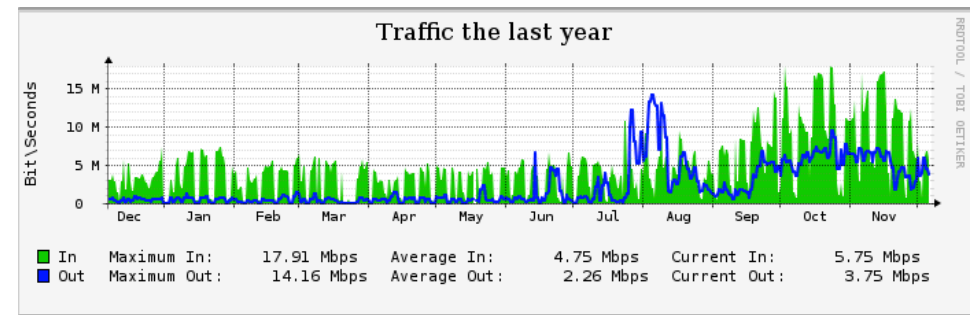 Traffic the last year
RRDTOOL / TOBI OETIKER
Bit\Seconds
15 M
10 M
5 M
0
Dec Jan Feb Mar Apr May Jun Jul Aug Sep Oct Nov
In Maximum In: 17.91 Mbps Average In: 4.75 Mbps Current In: 5.75 Mbps
Out Maximum Out: 14.16 Mbps Average Out: 2.26 Mbps Current Out: 3.75 Mbps